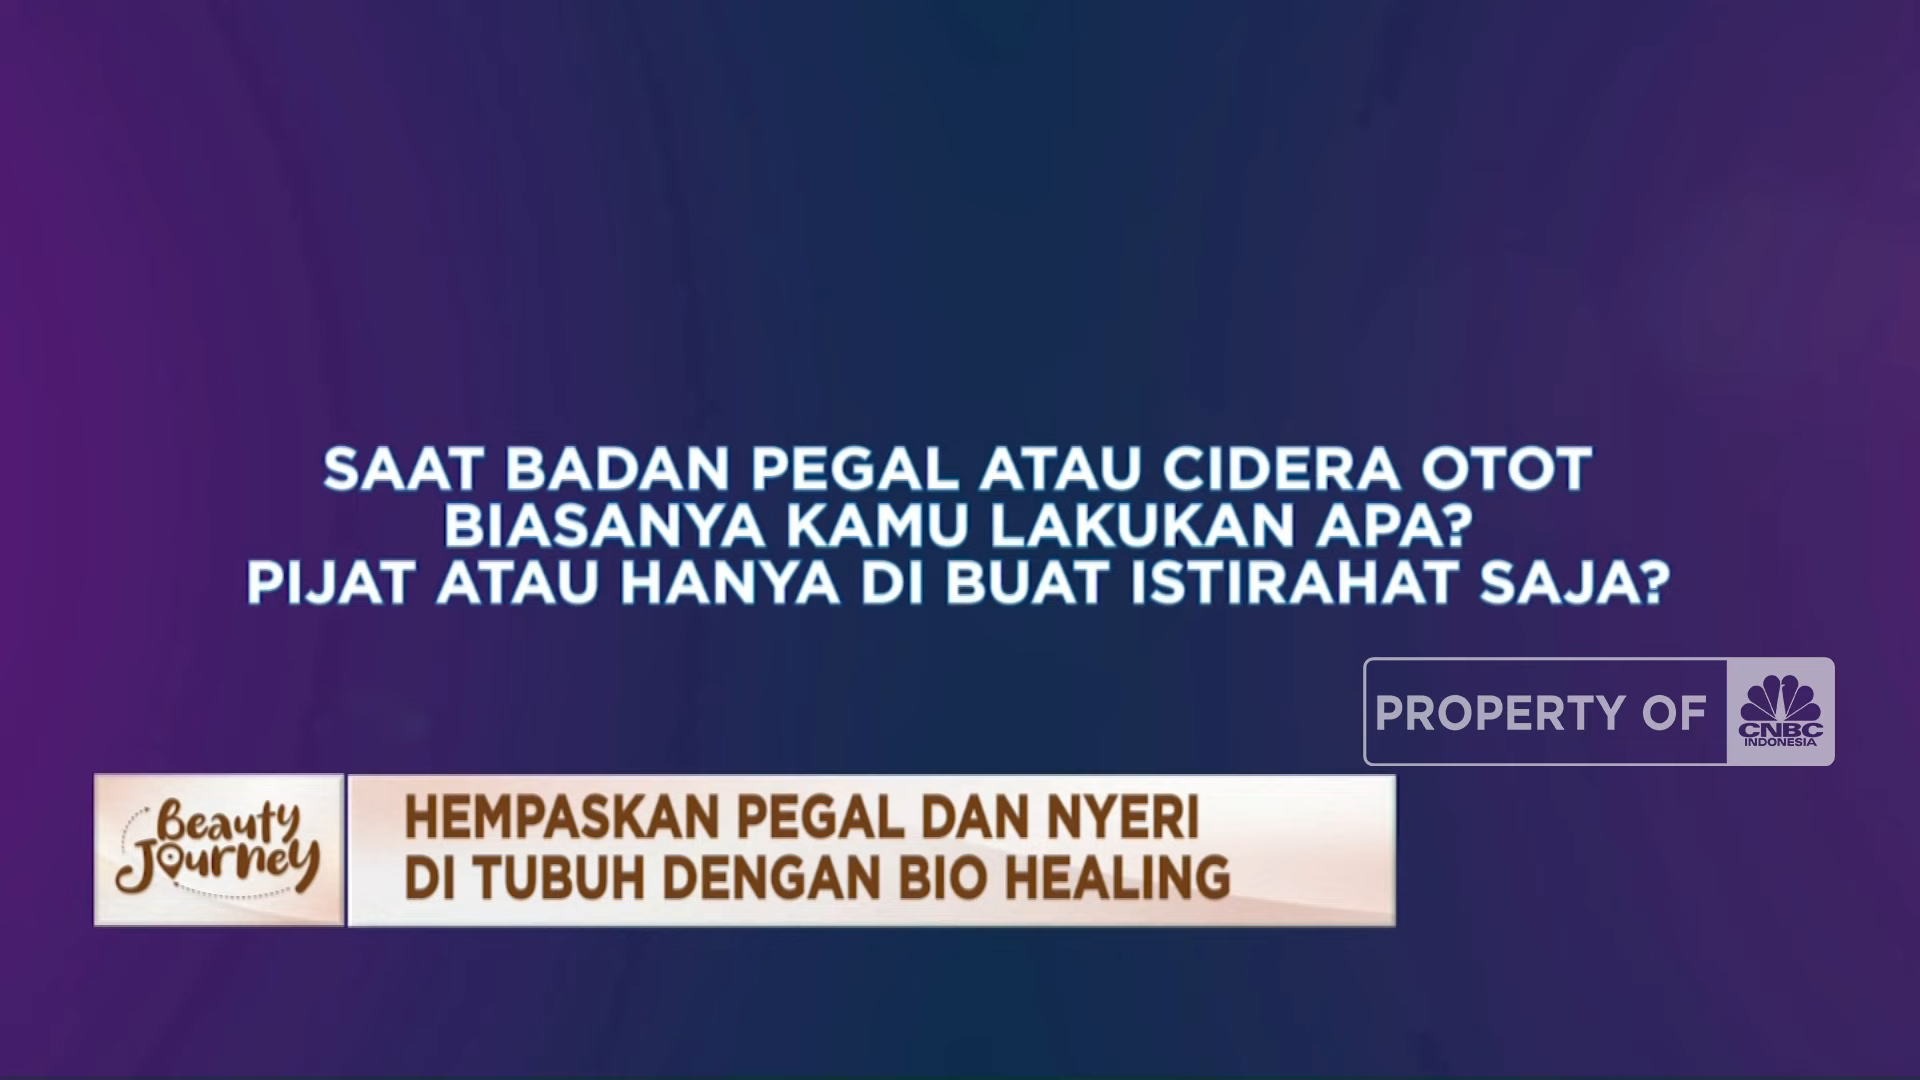 SAAT BADAN PEGAL ATAU CIDERA OTOT
BIASANYA KAMU LAKUKAN APA?
PIJAT ATAU HANYA DI BUAT ISTIRAHAT SAJA?
PROPERTY OF
CNBC
INDONESIA
Beauty
Journey
HEMPASKAN PEGAL DAN NYERI
DI TUBUH DENGAN BIO HEALING